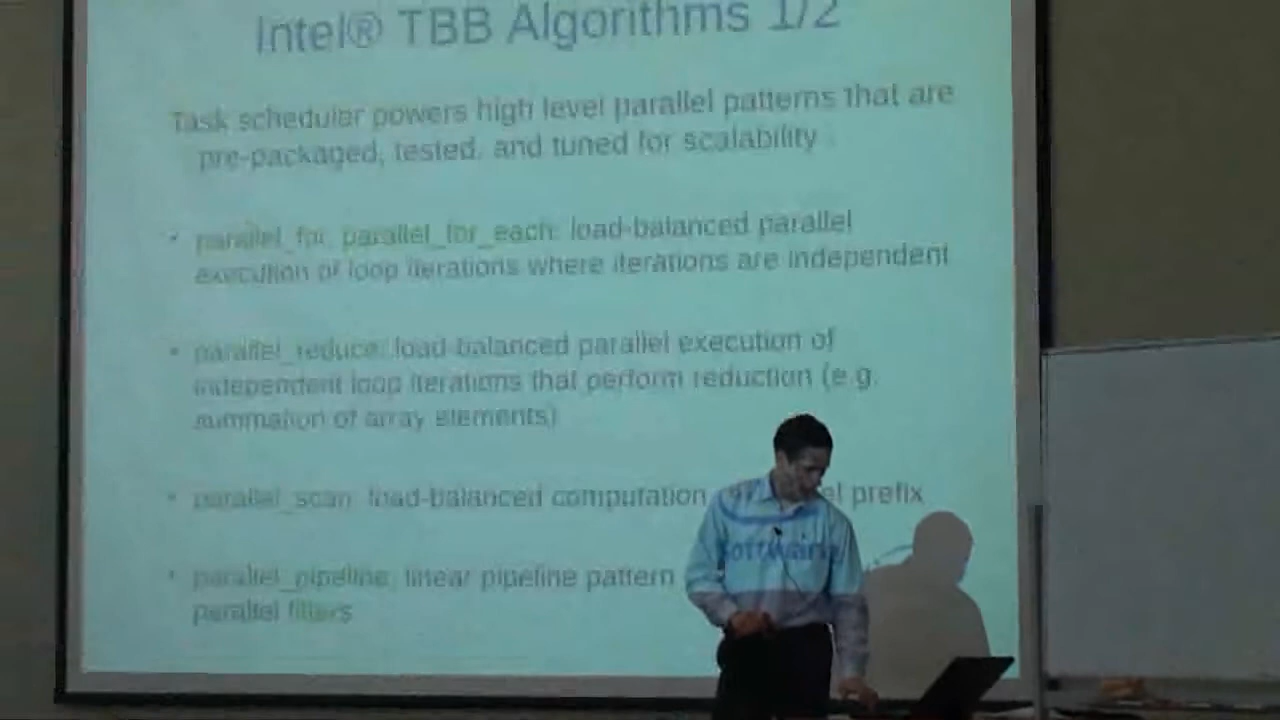 Intel® TBB Algorithms 1/2
Task schedular powers high level parallel patterns that are
pre-packaged, tested, and tuned for scalability
• parallel_for, parallel_for_each: load-balanced parallel
execution of loop iterations where iterations are independent
• parallel_reduce: load-balanced parallel execution of
independent loop iterations that perform reduction (e.g.
summation of array elements)
• parallel_scan: load-balanced computation prefix
• parallel_pipeline: linear pipeline pattern
parallel filters
Software